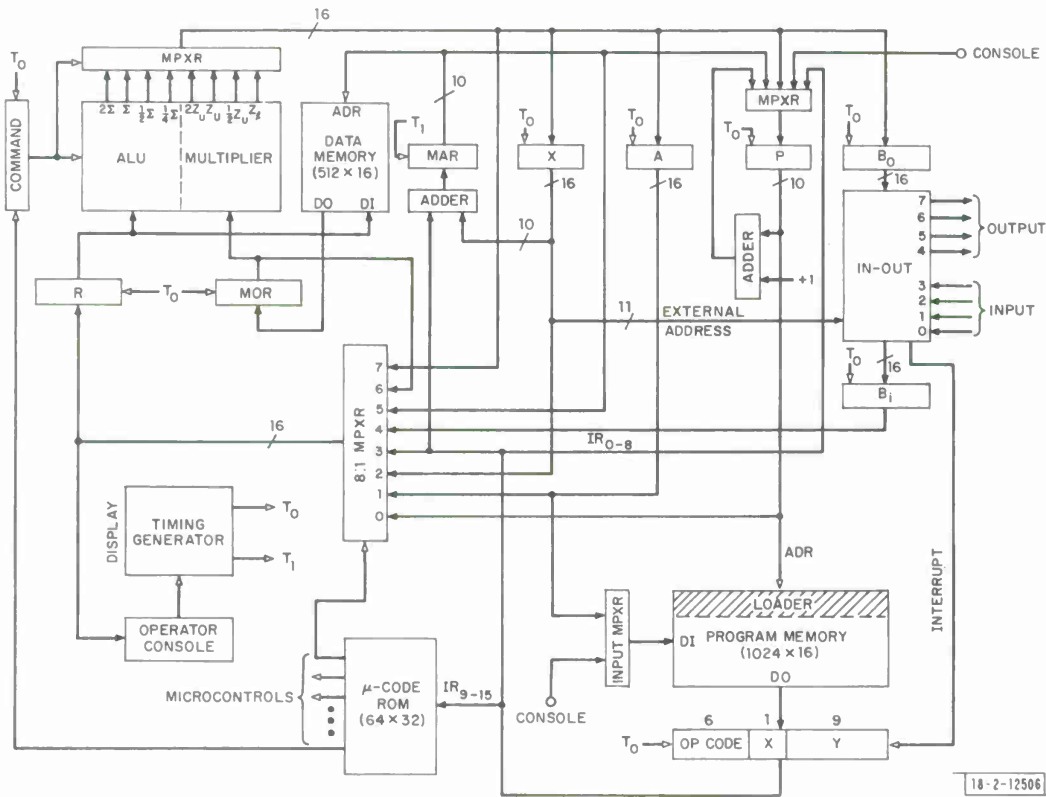 16
T0
MPXR
CONSOLE
2Σ Σ ½Σ ¼Σ 2Zu Zu ½Zu Zℓ
COMMAND
ALU
MULTIPLIER
ADR
DATA
MEMORY
(512 × 16)
DO DI
10
T1
MAR
ADDER
10
T0
X
16
T0
A
16
MPXR
T0
P
10
ADDER
+1
T0
Bo
16
7
6
5
4
OUTPUT
IN-OUT
3
2
1
0
INPUT
R
T0
MOR
11
EXTERNAL
ADDRESS
T0
16
Bi
8:1 MPXR
7
6
5
4
3
2
1
0
16
IR0-8
DISPLAY
TIMING
GENERATOR
T0
T1
OPERATOR
CONSOLE
ADR
INTERRUPT
LOADER
INPUT MPXR
DI
PROGRAM MEMORY
(1024 × 16)
DO
MICROCONTROLS
μ-CODE
ROM
(64 × 32)
IR9-15
CONSOLE
6 1 9
T0
OP CODE X Y
18-2-12506